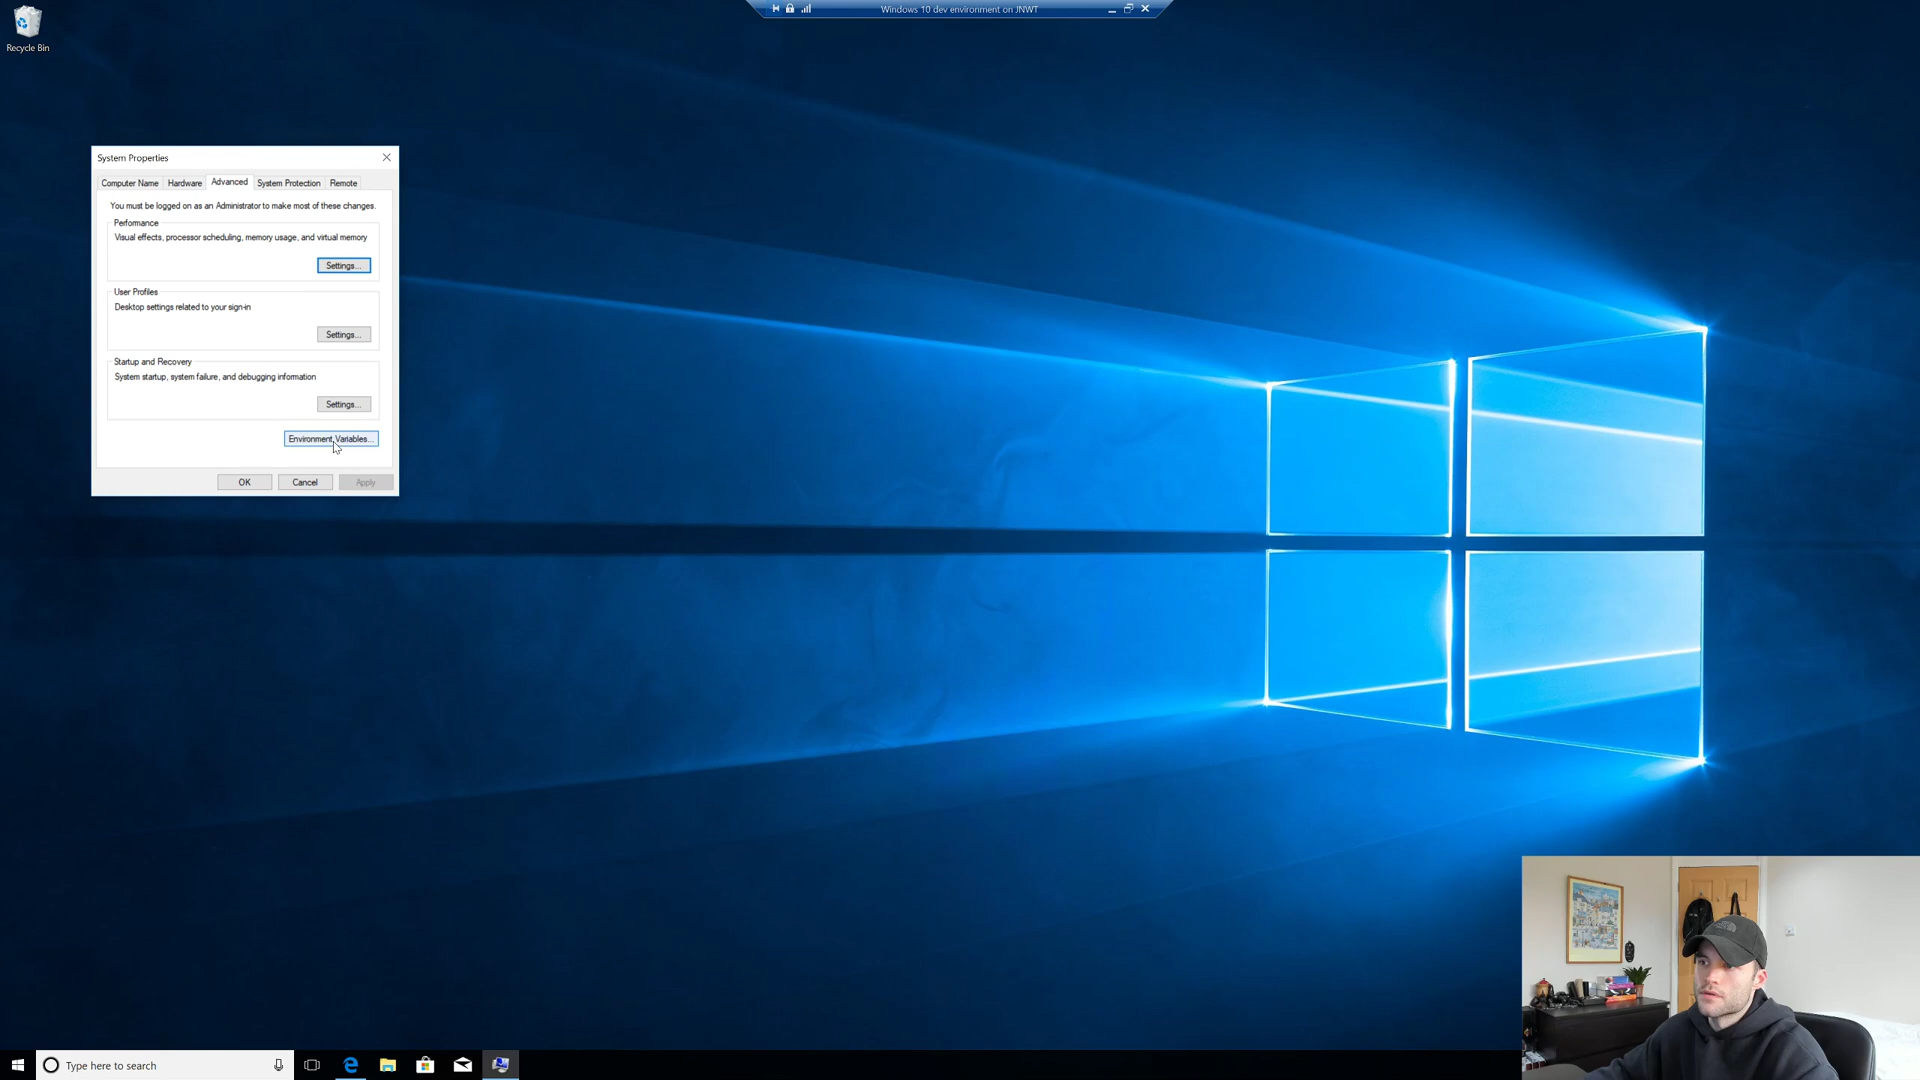 Windows 10 dev environment on JNWT
Recycle Bin
System Properties
Computer Name Hardware Advanced System Protection Remote
You must be logged on as an Administrator to make most of these changes.
Performance
Visual effects, processor scheduling, memory usage, and virtual memory
Settings...
User Profiles
Desktop settings related to your sign-in
Settings...
Startup and Recovery
System startup, system failure, and debugging information
Settings...
Environment Variables...
OK Cancel Apply
Type here to search